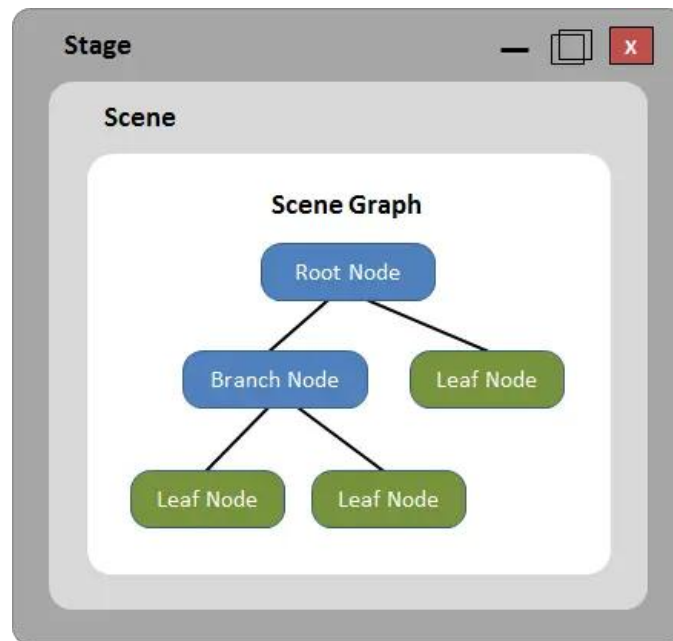 Stage
X
Scene
Scene Graph
Root Node
Branch Node
Leaf Node
Leaf Node
Leaf Node